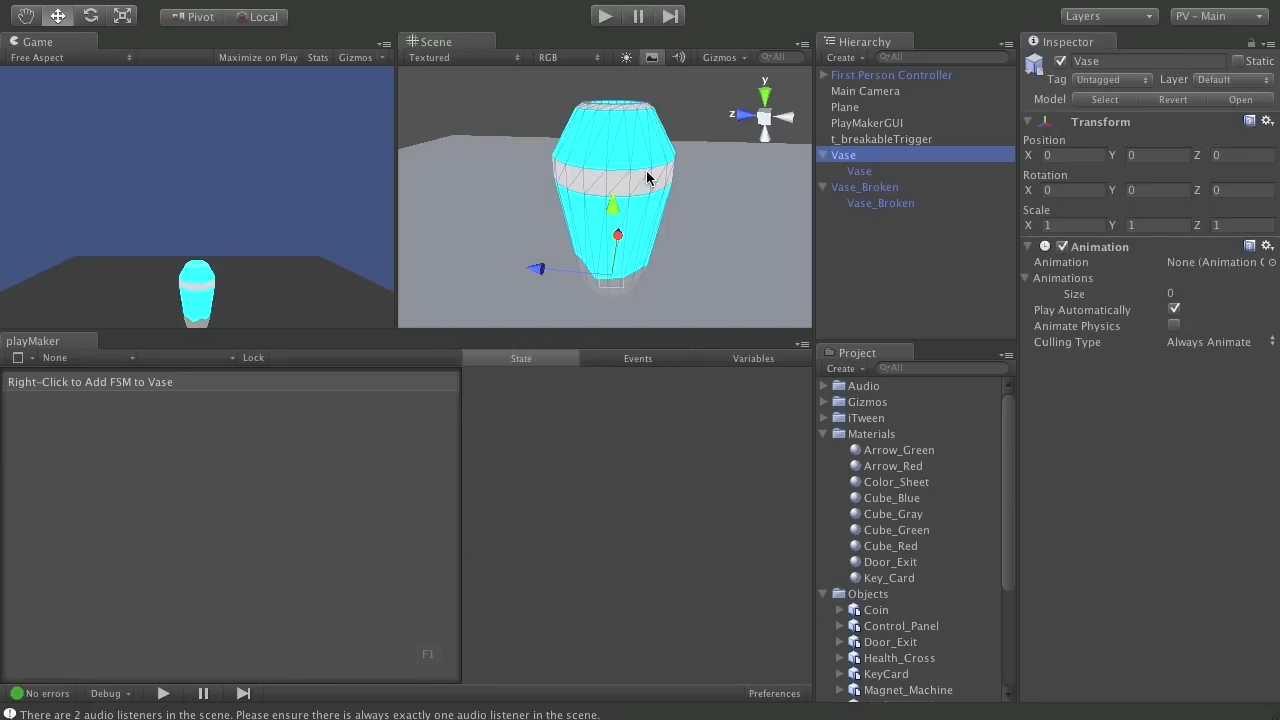 Pivot Local
Layers PV - Main
Game
Free Aspect Maximize on Play Stats Gizmos
Scene
Textured RGB Gizmos All
y
z
Hierarchy
Create All
First Person Controller
Main Camera
Plane
PlayMakerGUI
t_breakableTrigger
Vase
Vase
Vase_Broken
Vase_Broken
Inspector
Vase Static
Tag Untagged Layer Default
Model Select Revert Open
Transform
Position
X 0 Y 0 Z 0
Rotation
X 0 Y 0 Z 0
Scale
X 1 Y 1 Z 1
Animation
Animation None (Animation C
Animations
Size 0
Play Automatically
Animate Physics
Culling Type Always Animate
playMaker
None Lock
State Events Variables
Right-Click to Add FSM to Vase
F1
No errors Debug Preferences
Project
Create All
Audio
Gizmos
iTween
Materials
Arrow_Green
Arrow_Red
Color_Sheet
Cube_Blue
Cube_Gray
Cube_Green
Cube_Red
Door_Exit
Key_Card
Objects
Coin
Control_Panel
Door_Exit
Health_Cross
KeyCard
Magnet_Machine
There are 2 audio listeners in the scene. Please ensure there is always exactly one audio listener in the scene.